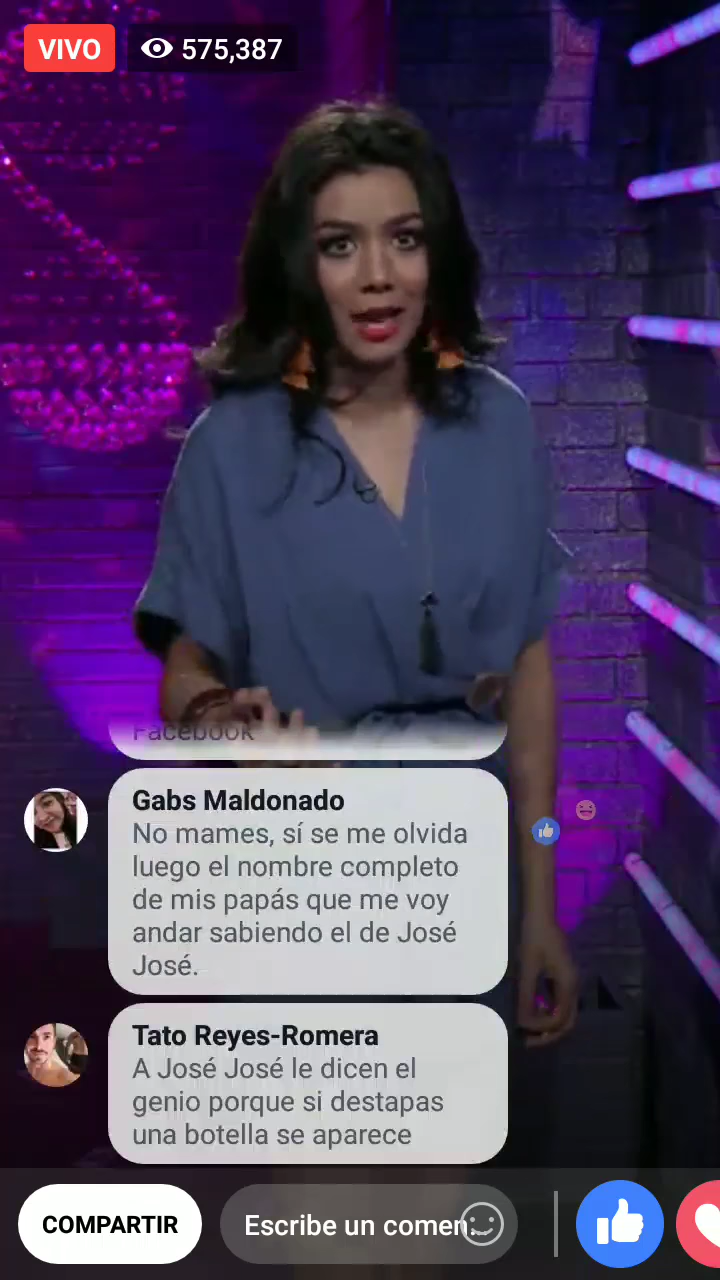 VIVO 575,387
Facebook
Gabs Maldonado
No mames, sí se me olvida
luego el nombre completo
de mis papás que me voy
andar sabiendo el de José
José.
Tato Reyes-Romera
A José José le dicen el
genio porque si destapas
una botella se aparece
COMPARTIR Escribe un comen.